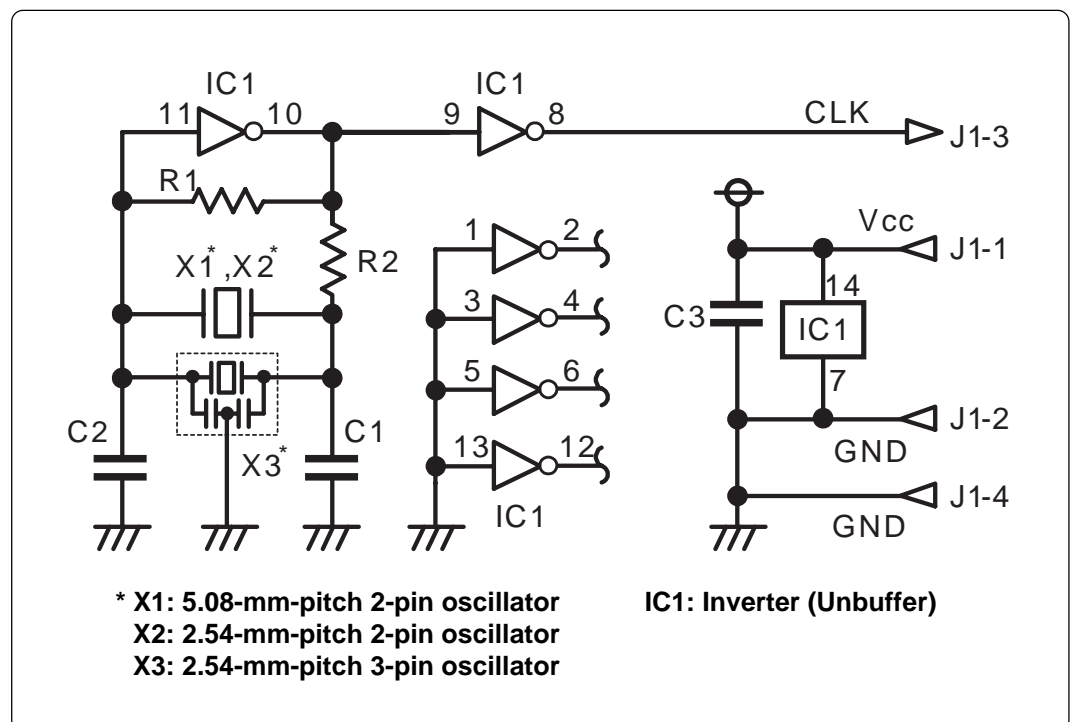 IC1 IC1
11 10 9 8 CLK J1-3
R1
X1*,X2* R2
1 2 Vcc J1-1
3 4 C3 14 IC1
5 6 7
C2 X3* C1 13 12 GND J1-2
IC1 GND J1-4
* X1: 5.08-mm-pitch 2-pin oscillator IC1: Inverter (Unbuffer)
X2: 2.54-mm-pitch 2-pin oscillator
X3: 2.54-mm-pitch 3-pin oscillator